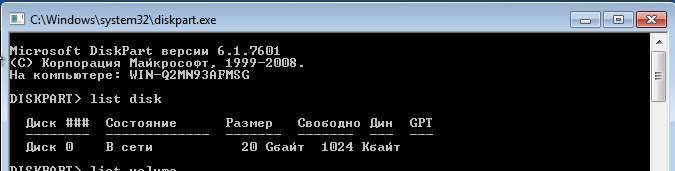 C:\Windows\system32\diskpart.exe
Microsoft DiskPart версии 6.1.7601
(C) Корпорация Майкрософт, 1999-2008.
На компьютере: WIN-Q2MN93AFMSG
DISKPART> list disk
Диск ### Состояние Размер Свободно Дин GPT
-------- ------------- ------- ------- --- ---
Диск 0 В сети 20 Gбайт 1024 Kбайт
DISKPART> list volume